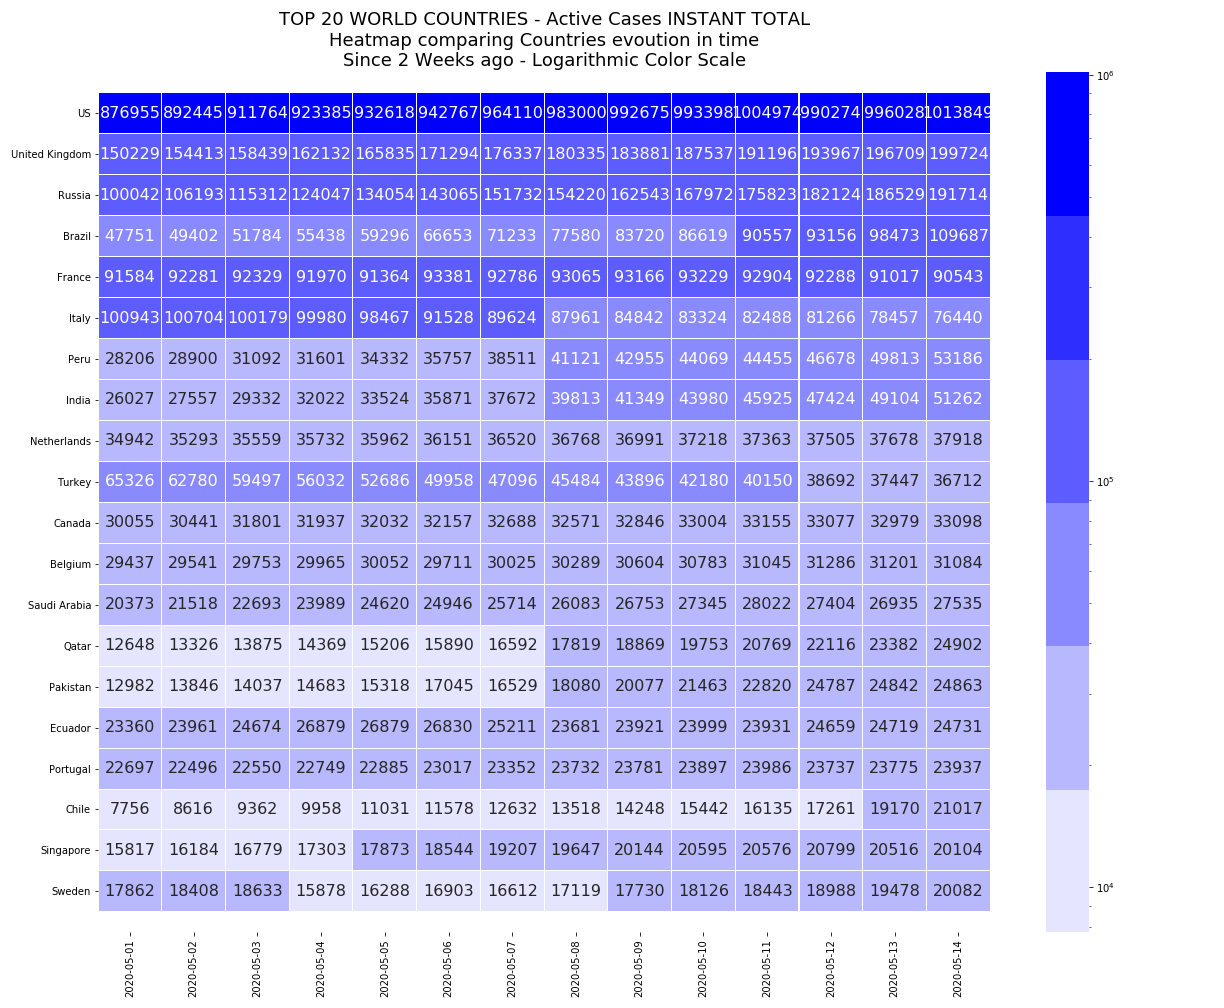 TOP 20 WORLD COUNTRIES - Active Cases INSTANT TOTAL
Heatmap comparing Countries evoution in time
Since 2 Weeks ago - Logarithmic Color Scale
US 876955 892445 911764 923385 932618 942767 964110 983000 992675 993398 1004974 990274 996028 1013849
United Kingdom 150229 154413 158439 162132 165835 171294 176337 180335 183881 187537 191196 193967 196709 199724
Russia 100042 106193 115312 124047 134054 143065 151732 154220 162543 167972 175823 182124 186529 191714
Brazil 47751 49402 51784 55438 59296 66653 71233 77580 83720 86619 90557 93156 98473 109687
France 91584 92281 92329 91970 91364 93381 92786 93065 93166 93229 92904 92288 91017 90543
Italy 100943 100704 100179 99980 98467 91528 89624 87961 84842 83324 82488 81266 78457 76440
Peru 28206 28900 31092 31601 34332 35757 38511 41121 42955 44069 44455 46678 49813 53186
India 26027 27557 29332 32022 33524 35871 37672 39813 41349 43980 45925 47424 49104 51262
Netherlands 34942 35293 35559 35732 35962 36151 36520 36768 36991 37218 37363 37505 37678 37918
Turkey 65326 62780 59497 56032 52686 49958 47096 45484 43896 42180 40150 38692 37447 36712
Canada 30055 30441 31801 31937 32032 32157 32688 32571 32846 33004 33155 33077 32979 33098
Belgium 29437 29541 29753 29965 30052 29711 30025 30289 30604 30783 31045 31286 31201 31084
Saudi Arabia 20373 21518 22693 23989 24620 24946 25714 26083 26753 27345 28022 27404 26935 27535
Qatar 12648 13326 13875 14369 15206 15890 16592 17819 18869 19753 20769 22116 23382 24902
Pakistan 12982 13846 14037 14683 15318 17045 16529 18080 20077 21463 22820 24787 24842 24863
Ecuador 23360 23961 24674 26879 26879 26830 25211 23681 23921 23999 23931 24659 24719 24731
Portugal 22697 22496 22550 22749 22885 23017 23352 23732 23781 23897 23986 23737 23775 23937
Chile 7756 8616 9362 9958 11031 11578 12632 13518 14248 15442 16135 17261 19170 21017
Singapore 15817 16184 16779 17303 17873 18544 19207 19647 20144 20595 20576 20799 20516 20104
Sweden 17862 18408 18633 15878 16288 16903 16612 17119 17730 18126 18443 18988 19478 20082
2020-05-01 2020-05-02 2020-05-03 2020-05-04 2020-05-05 2020-05-06 2020-05-07 2020-05-08 2020-05-09 2020-05-10 2020-05-11 2020-05-12 2020-05-13 2020-05-14
10⁶
10⁵
10⁴